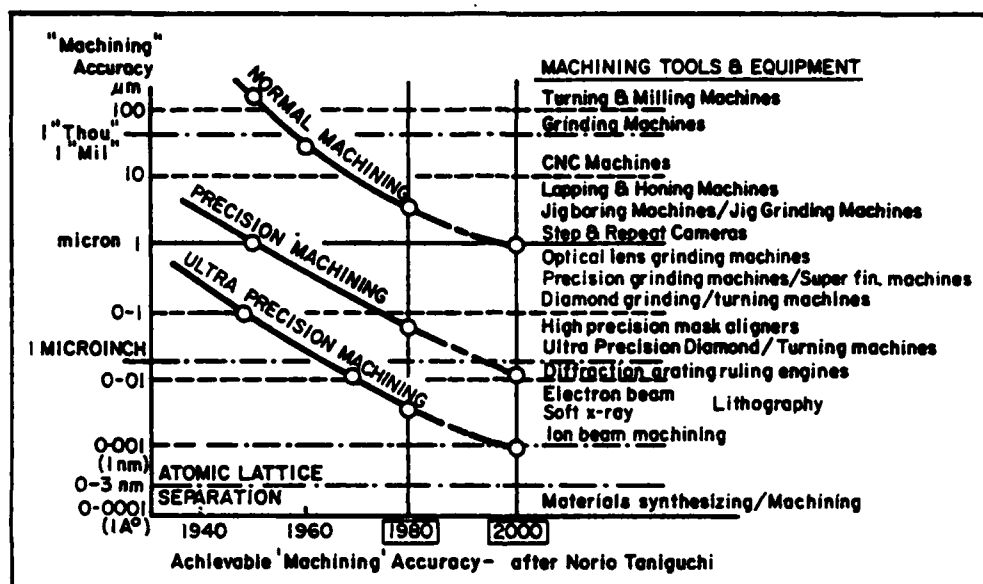 "Machining"
Accuracy
μm
100
1 "Thou"
1 "Mil"
10
micron 1
0-1
1 MICROINCH
0-01
0-001
(1nm)
0-3 nm
0-0001
(1A°)
NORMAL MACHINING
PRECISION MACHINING
ULTRA PRECISION MACHINING
ATOMIC LATTICE
SEPARATION
MACHINING TOOLS & EQUIPMENT
Turning & Milling Machines
Grinding Machines
CNC Machines
Lapping & Honing Machines
Jigboring Machines/Jig Grinding Machines
Step & Repeat Cameras
Optical lens grinding machines
Precision grinding machines/Super fin. machines
Diamond grinding/turning machines
High precision mask aligners
Ultra Precision Diamond/Turning machines
Diffraction grating ruling engines
Electron beam
Soft x-ray
Lithography
Ion beam machining
Materials synthesizing/Machining
1940 1960 1980 2000
Achievable 'Machining' Accuracy- after Norio Taniguchi